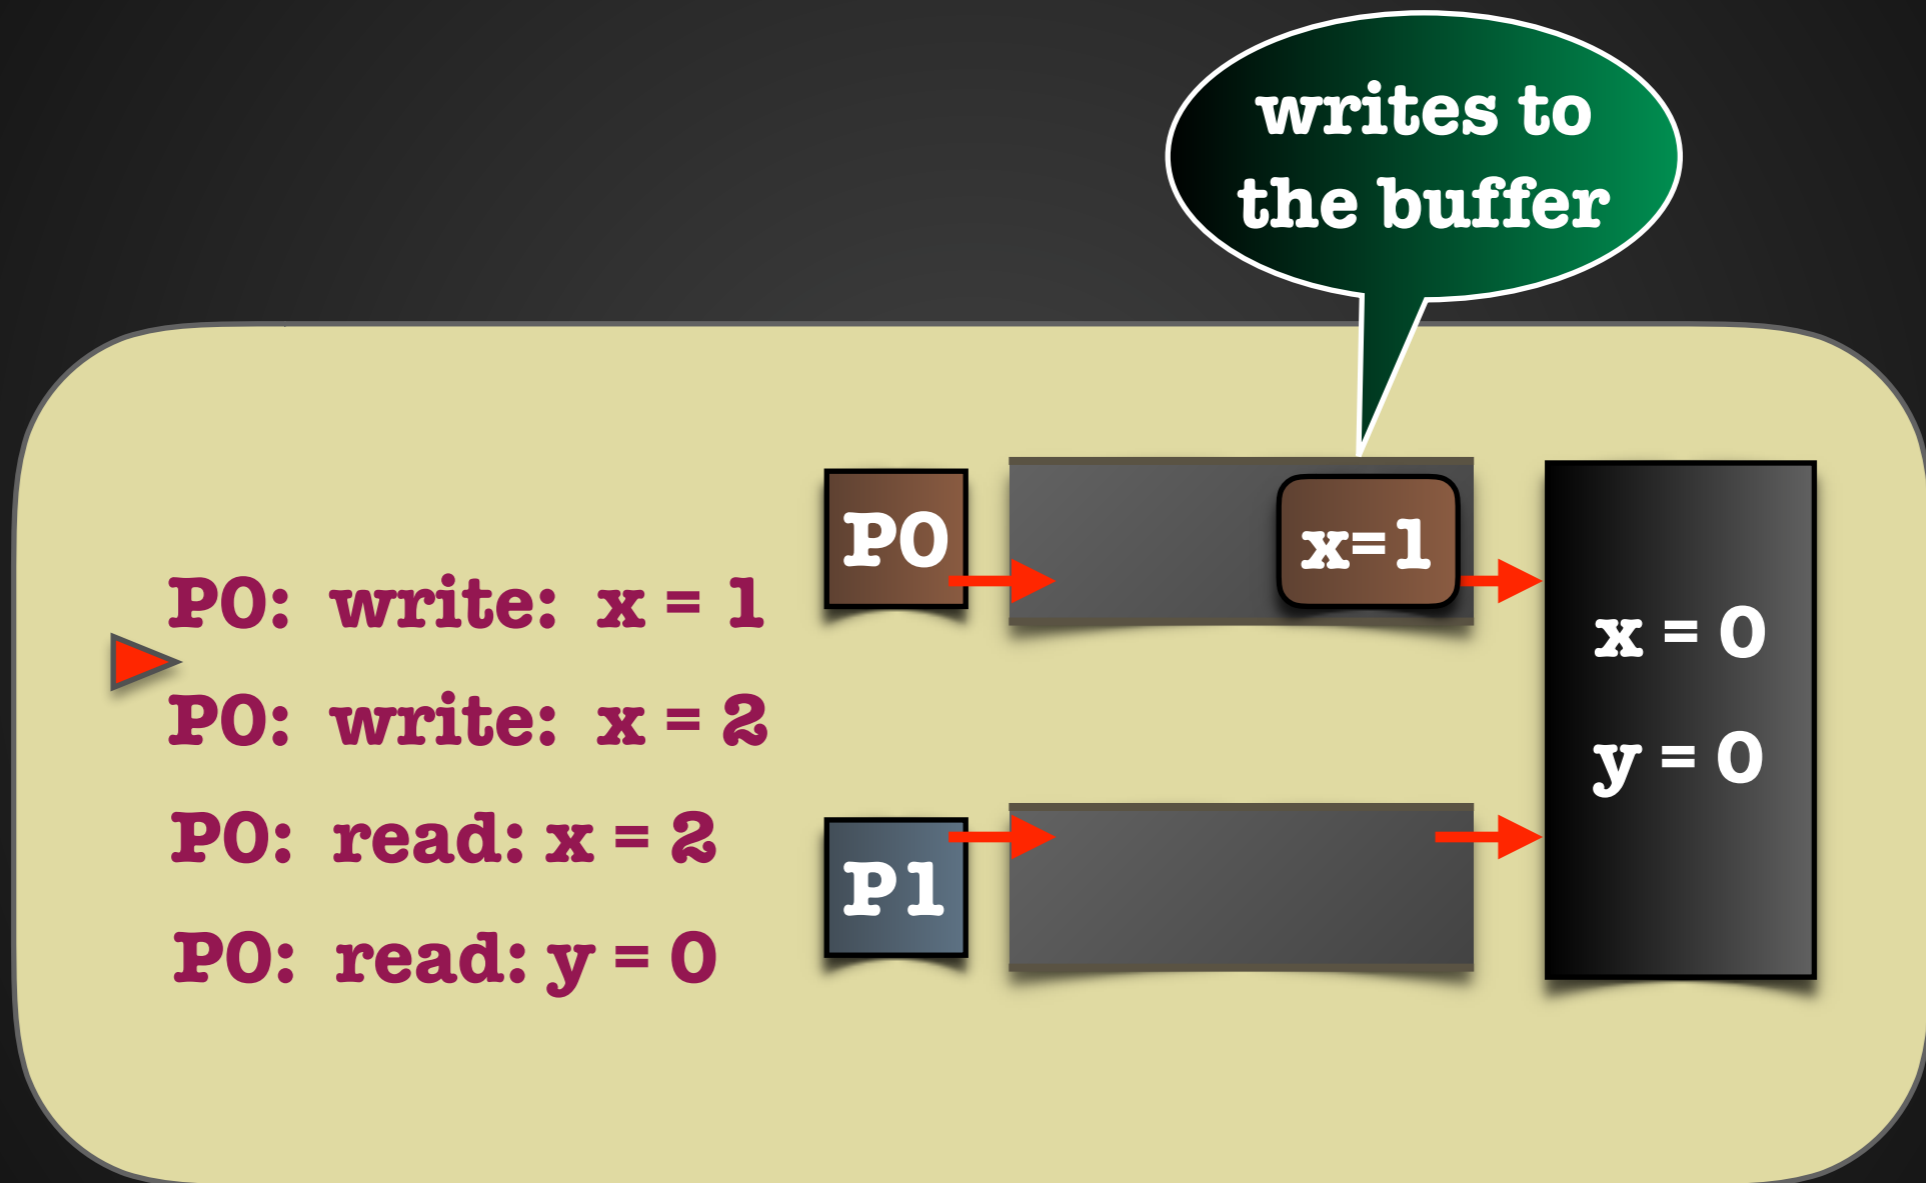 writes to
the buffer
P0: write: x = 1
P0: write: x = 2
P0: read: x = 2
P0: read: y = 0
P0
x=1
P1
x = 0
y = 0